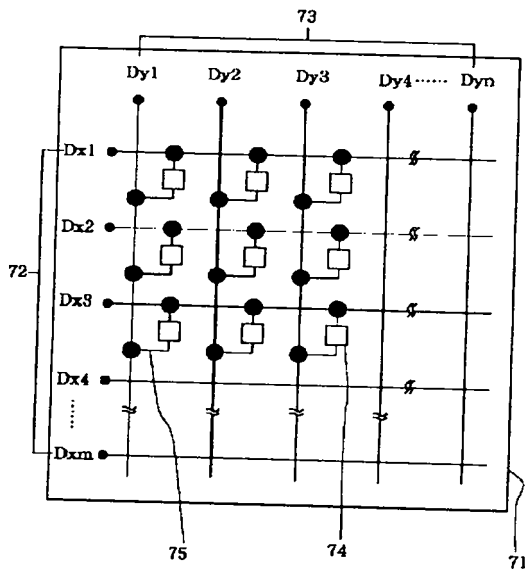 73
Dy1 Dy2 Dy3 Dy4 ...... Dyn
Dx1
Dx2
72
Dx3
Dx4
......
Dxm
75
74
71